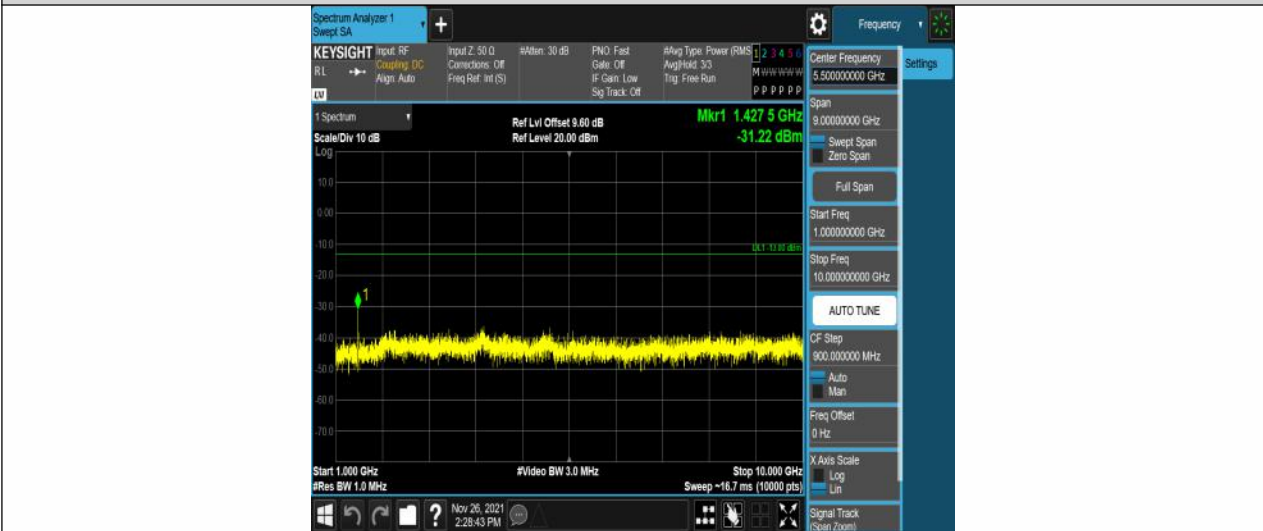 Spectrum Analyzer 1
Swept SA
+
Frequency
KEYSIGHT
RL
LV
Input: RF
Coupling: DC
Align: Auto
Input Z: 50 Ω
Corrections: Off
Freq Ref: Int (S)
#Atten: 30 dB
PNO: Fast
Gate: Off
IF Gain: Low
Sig Track: Off
#Avg Type: Power (RMS
Avg|Hold: 3/3
Trig: Free Run
1 2 3 4 5 6
M W W W W W
P P P P P P
Center Frequency
5.500000000 GHz
Settings
Span
9.00000000 GHz
Swept Span
Zero Span
Full Span
Start Freq
1.000000000 GHz
Stop Freq
10.000000000 GHz
AUTO TUNE
CF Step
900.000000 MHz
Auto
Man
Freq Offset
0 Hz
X Axis Scale
Log
Lin
Signal Track
(Span Zoom)
1 Spectrum
Scale/Div 10 dB
Log
Ref Lvl Offset 9.60 dB
Ref Level 20.00 dBm
Mkr1 1.427 5 GHz
-31.22 dBm
10.0
0.00
-10.0
DL1 -13.00 dBm
-20.0
1
-30.0
-40.0
-50.0
-60.0
-70.0
Start 1.000 GHz
#Res BW 1.0 MHz
#Video BW 3.0 MHz
Stop 10.000 GHz
Sweep ~16.7 ms (10000 pts)
?
Nov 26, 2021
2:28:43 PM